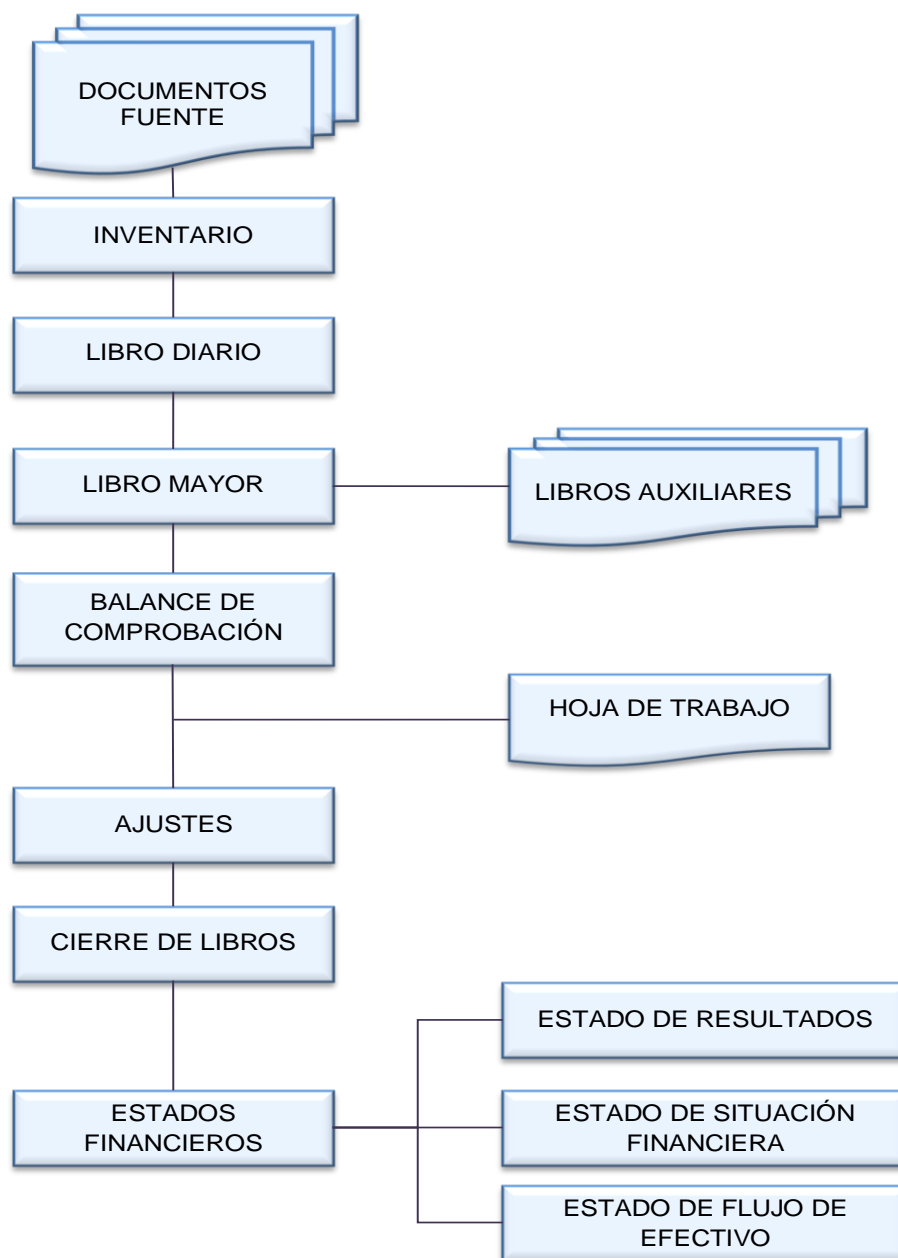 DOCUMENTOS
FUENTE
INVENTARIO
LIBRO DIARIO
LIBRO MAYOR
LIBROS AUXILIARES
BALANCE DE
COMPROBACIÓN
HOJA DE TRABAJO
AJUSTES
CIERRE DE LIBROS
ESTADOS
FINANCIEROS
ESTADO DE RESULTADOS
ESTADO DE SITUACIÓN
FINANCIERA
ESTADO DE FLUJO DE
EFECTIVO